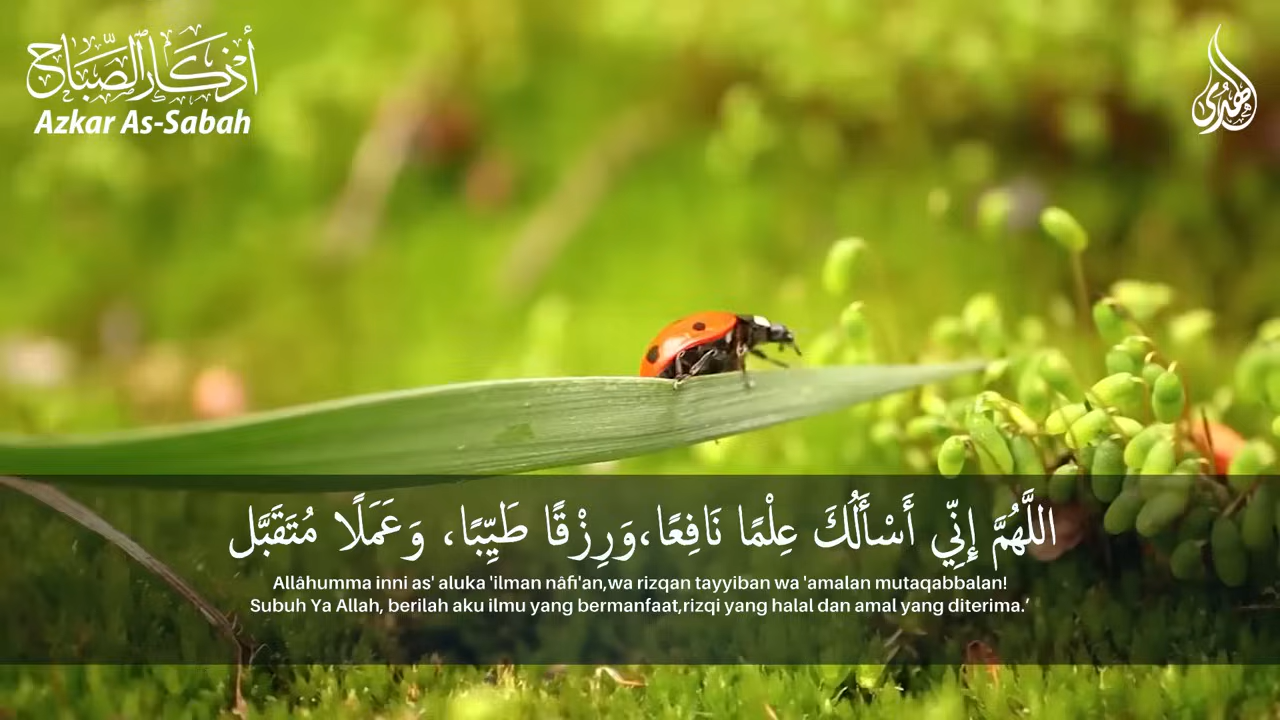 أذكار الصباح
Azkar As-Sabah
الهدى
اللَّهُمَّ إِنِّي أَسْأَلُكَ عِلْمًا نَافِعًا،وَرِزْقًا طَيِّبًا، وَعَمَلًا مُتَقَبَّل
Allâhumma inni as' aluka 'ilman nâfi'an,wa rizqan tayyiban wa 'amalan mutaqabbalan!
Subuh Ya Allah, berilah aku ilmu yang bermanfaat,rizqi yang halal dan amal yang diterima.’